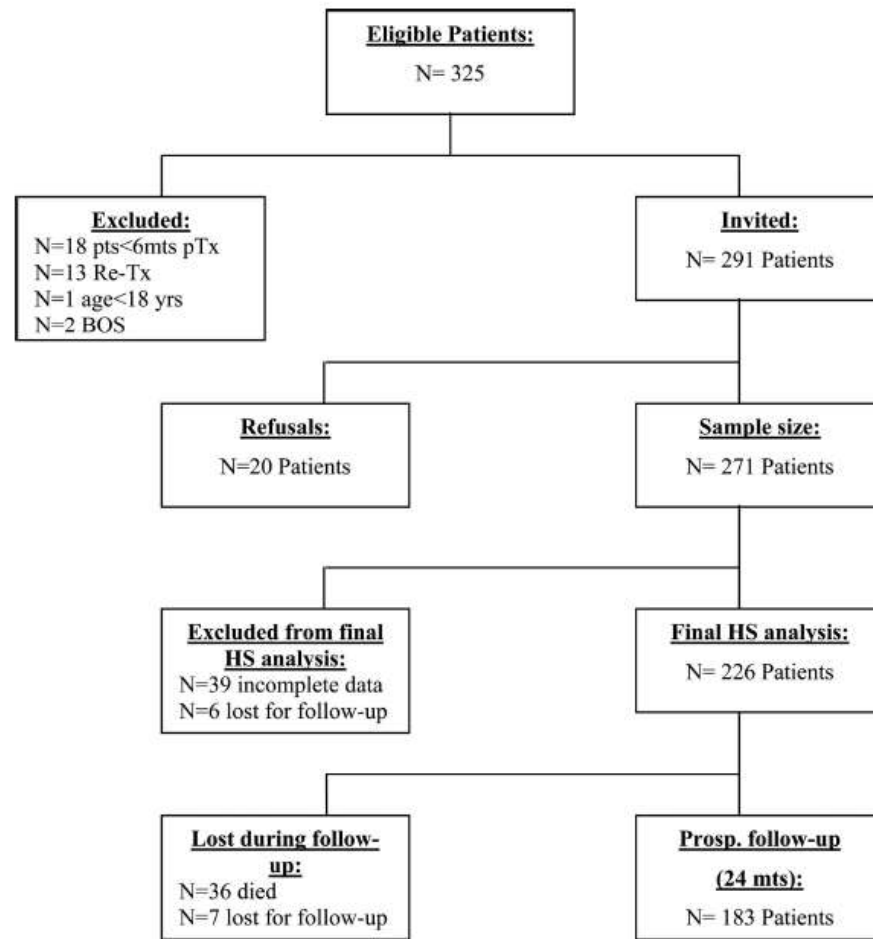 Eligible Patients:
N= 325
Excluded:
N=18 pts<6mts pTx
N=13 Re-Tx
N=1 age<18 yrs
N=2 BOS
Invited:
N= 291 Patients
Refusals:
N=20 Patients
Sample size:
N= 271 Patients
Excluded from final
HS analysis:
N=39 incomplete data
N=6 lost for follow-up
Final HS analysis:
N= 226 Patients
Lost during follow-
up:
N=36 died
N=7 lost for follow-up
Prosp. follow-up
(24 mts):
N= 183 Patients